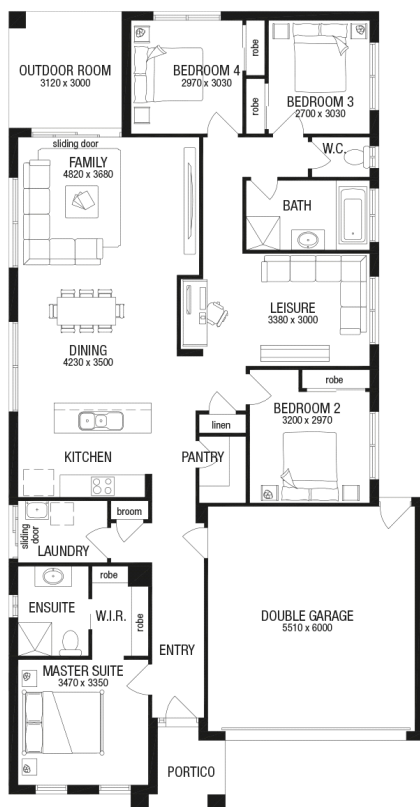 OUTDOOR ROOM
3120 x 3000
BEDROOM 4
2970 x 3030
robe
robe
BEDROOM 3
2700 x 3030
sliding door
FAMILY
4820 x 3680
W.C.
BATH
LEISURE
3380 x 3000
DINING
4230 x 3500
robe
BEDROOM 2
3200 x 2970
linen
KITCHEN
PANTRY
broom
sliding
door
LAUNDRY
robe
ENSUITE
W.I.R.
robe
DOUBLE GARAGE
5510 x 6000
ENTRY
MASTER SUITE
3470 x 3350
PORTICO